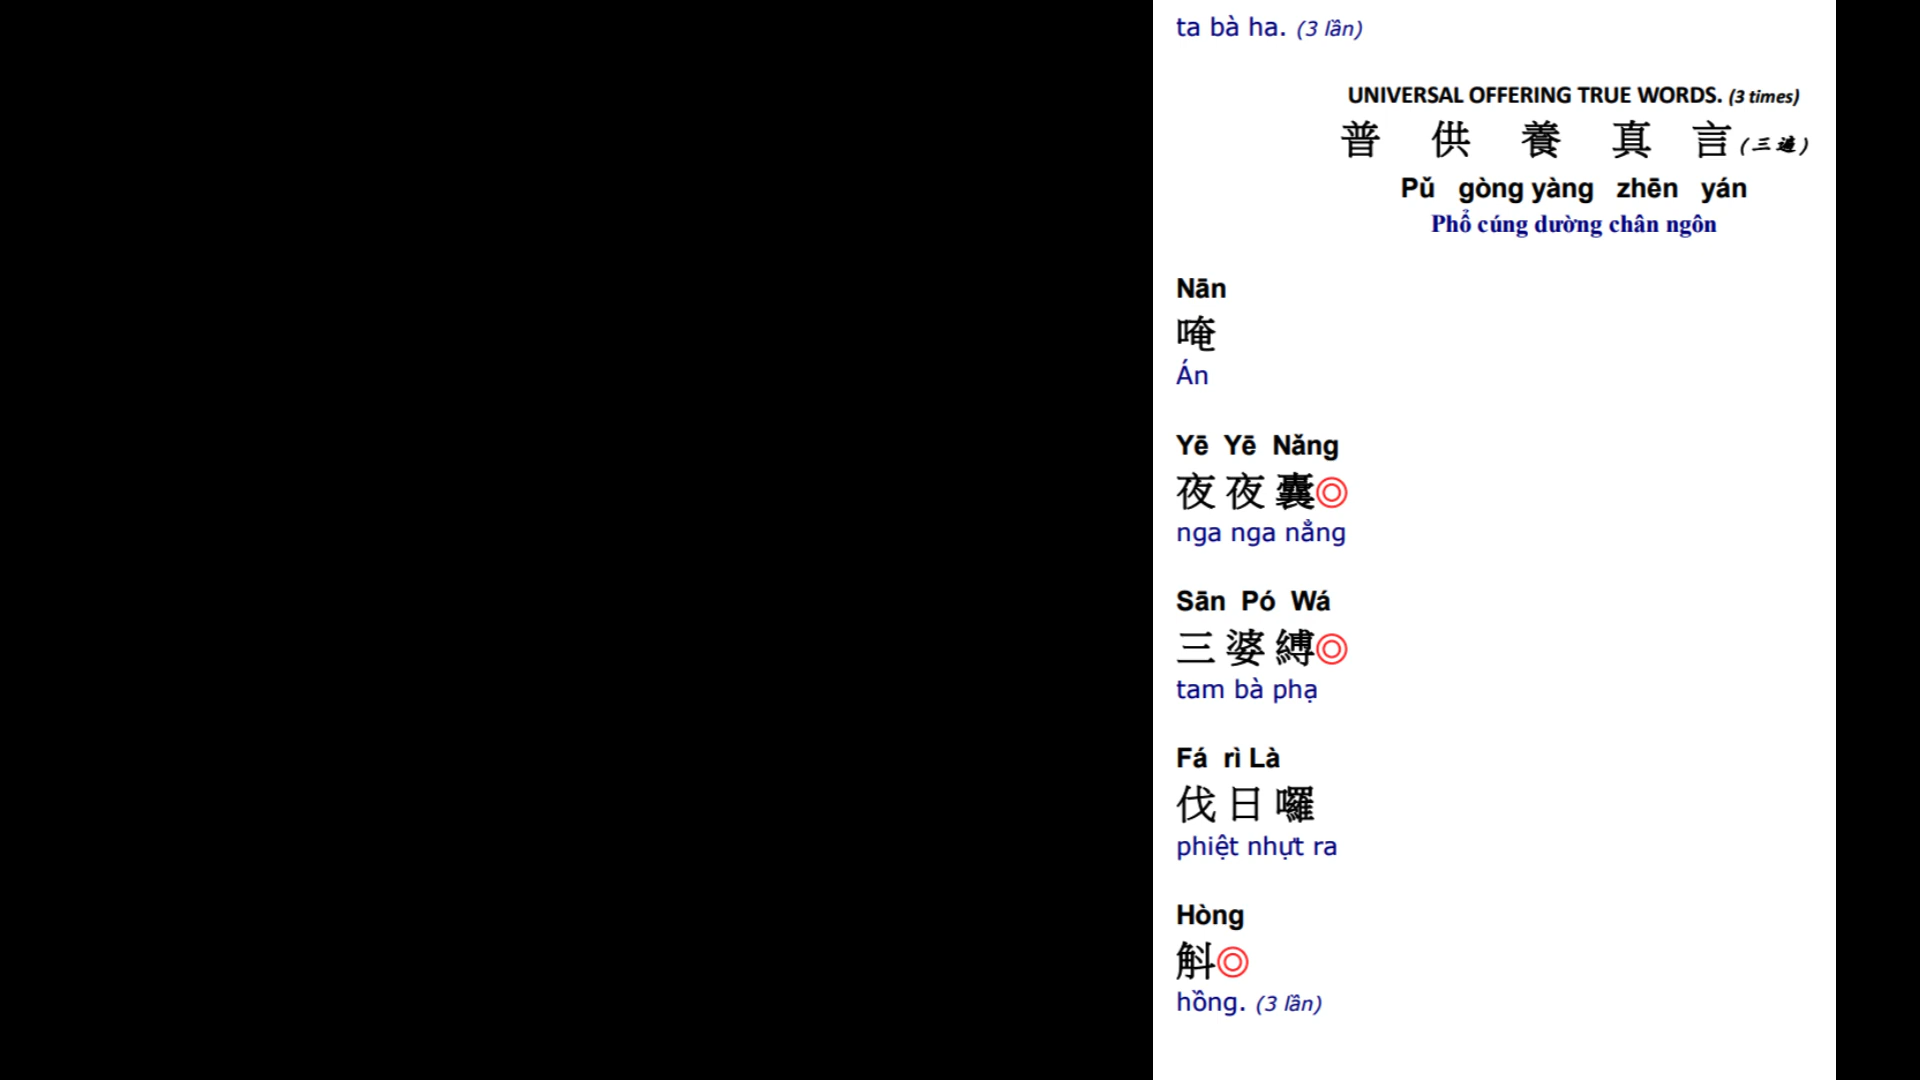 ta bà ha. (3 lần)
UNIVERSAL OFFERING TRUE WORDS. (3 times)
普 供 養 真 言 (三遍)
Pǔ gòng yàng zhēn yán
Phổ cúng dường chân ngôn
Nān
唵
Án
Yē Yē Nǎng
夜 夜 囊◎
nga nga nẳng
Sān Pó Wá
三 婆 縛◎
tam bà phạ
Fá rì Là
伐 日 囉
phiệt nhựt ra
Hòng
斛◎
hồng. (3 lần)